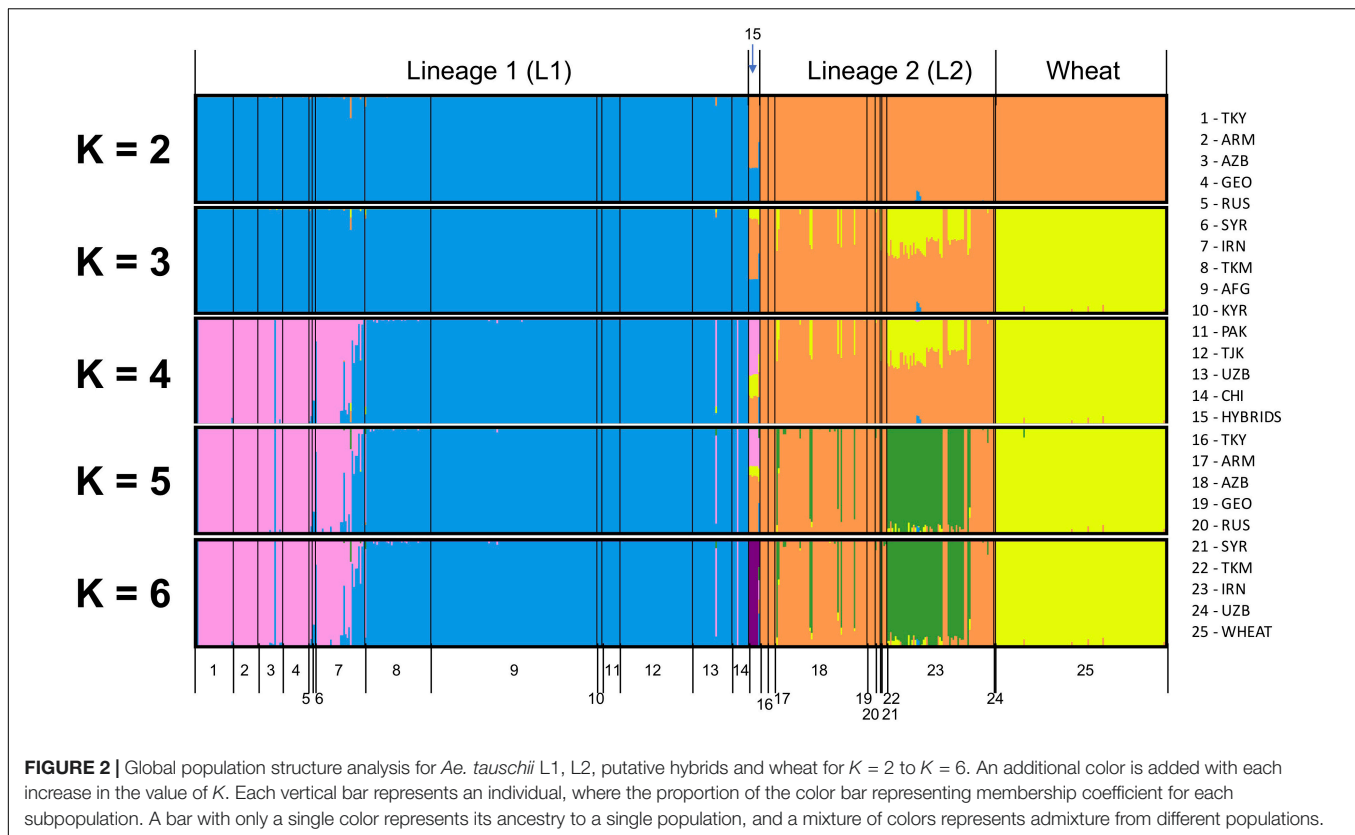 15
Lineage 1 (L1)
Lineage 2 (L2)
Wheat
K = 2
K = 3
K = 4
K = 5
K = 6
1 - TKY
2 - ARM
3 - AZB
4 - GEO
5 - RUS
6 - SYR
7 - IRN
8 - TKM
9 - AFG
10 - KYR
11 - PAK
12 - TJK
13 - UZB
14 - CHI
15 - HYBRIDS
16 - TKY
17 - ARM
18 - AZB
19 - GEO
20 - RUS
21 - SYR
22 - TKM
23 - IRN
24 - UZB
25 - WHEAT
1 2 3 4 5 6 7 8 9 10 11 12 13 14 16 17 18 19 20 22 21 23 24 25
FIGURE 2 | Global population structure analysis for Ae. tauschii L1, L2, putative hybrids and wheat for K = 2 to K = 6. An additional color is added with each
increase in the value of K. Each vertical bar represents an individual, where the proportion of the color bar representing membership coefficient for each
subpopulation. A bar with only a single color represents its ancestry to a single population, and a mixture of colors represents admixture from different populations.